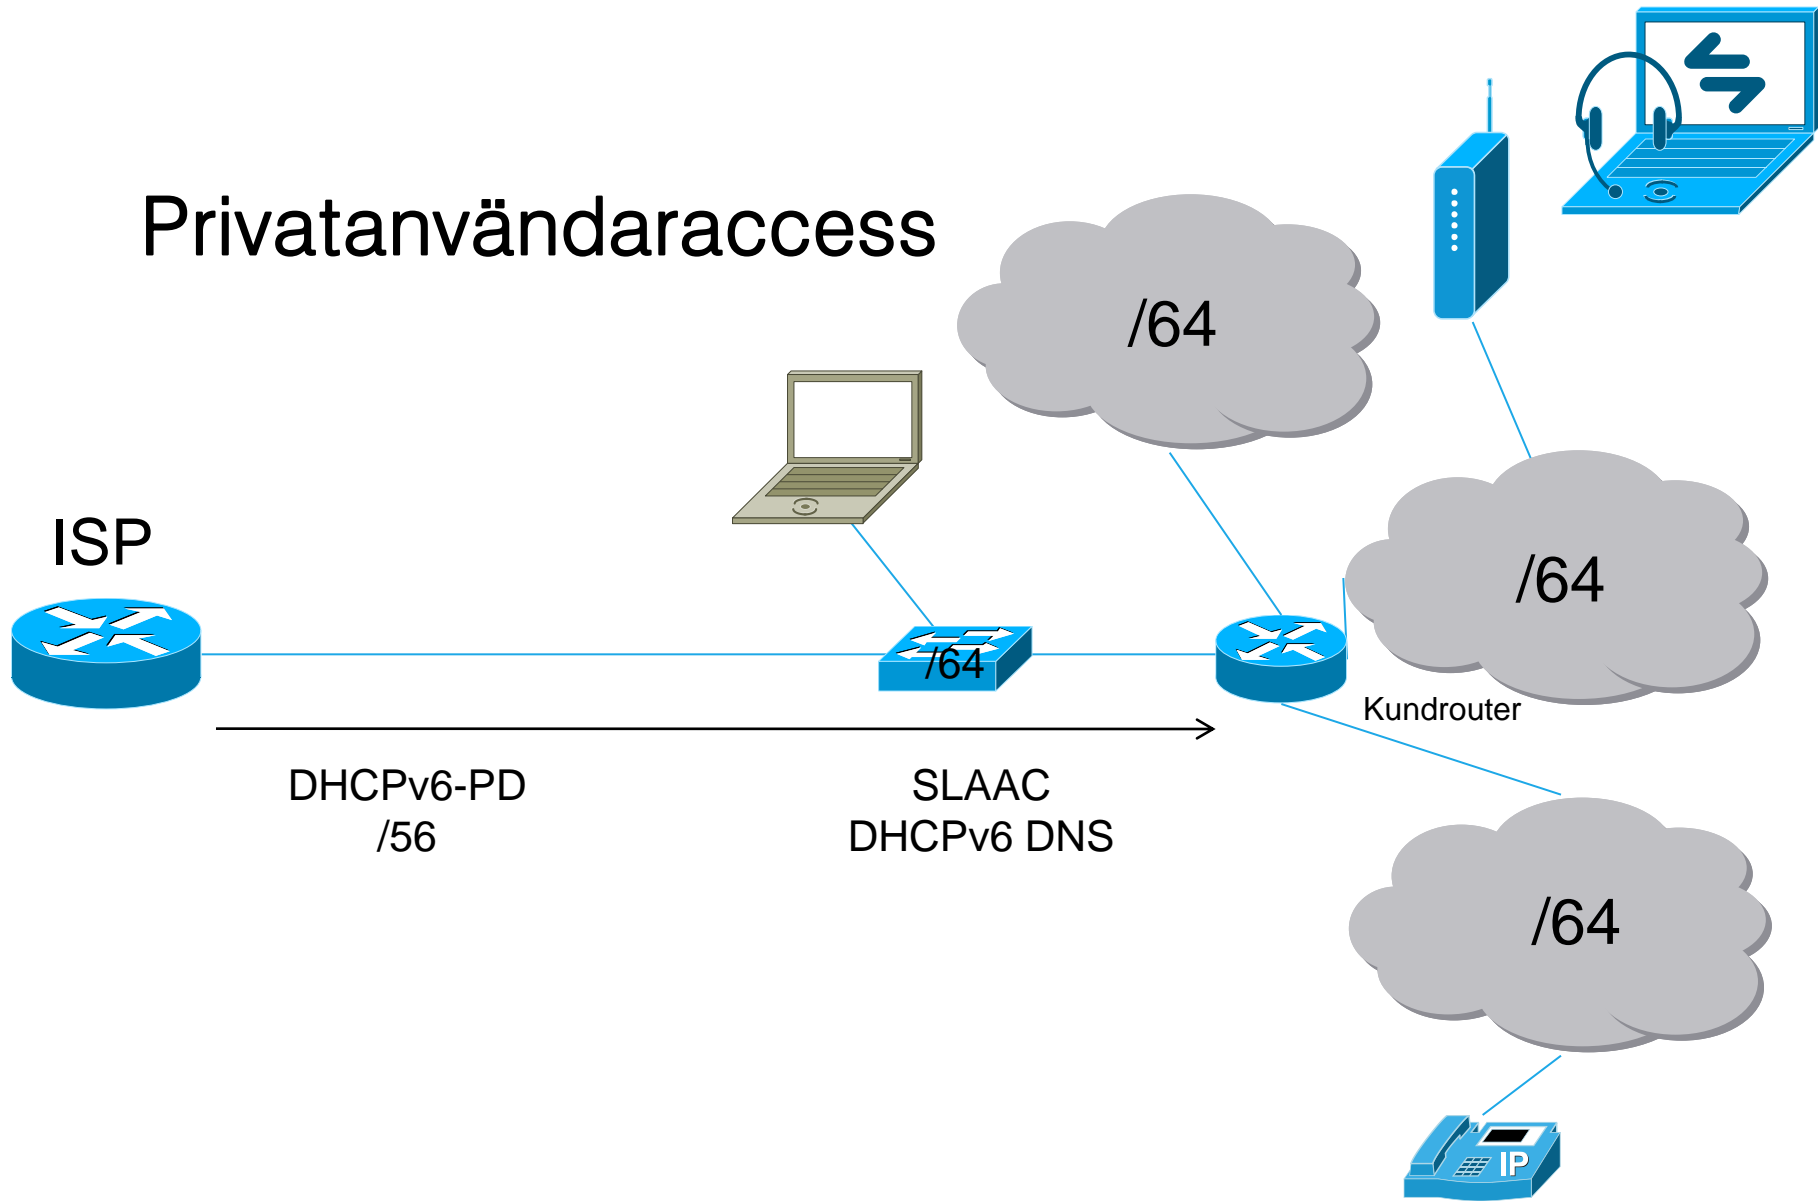 Privatanvändaraccess
/64
ISP
/64
/64
Kundrouter
DHCPv6-PD
/56
SLAAC
DHCPv6 DNS
/64
IP